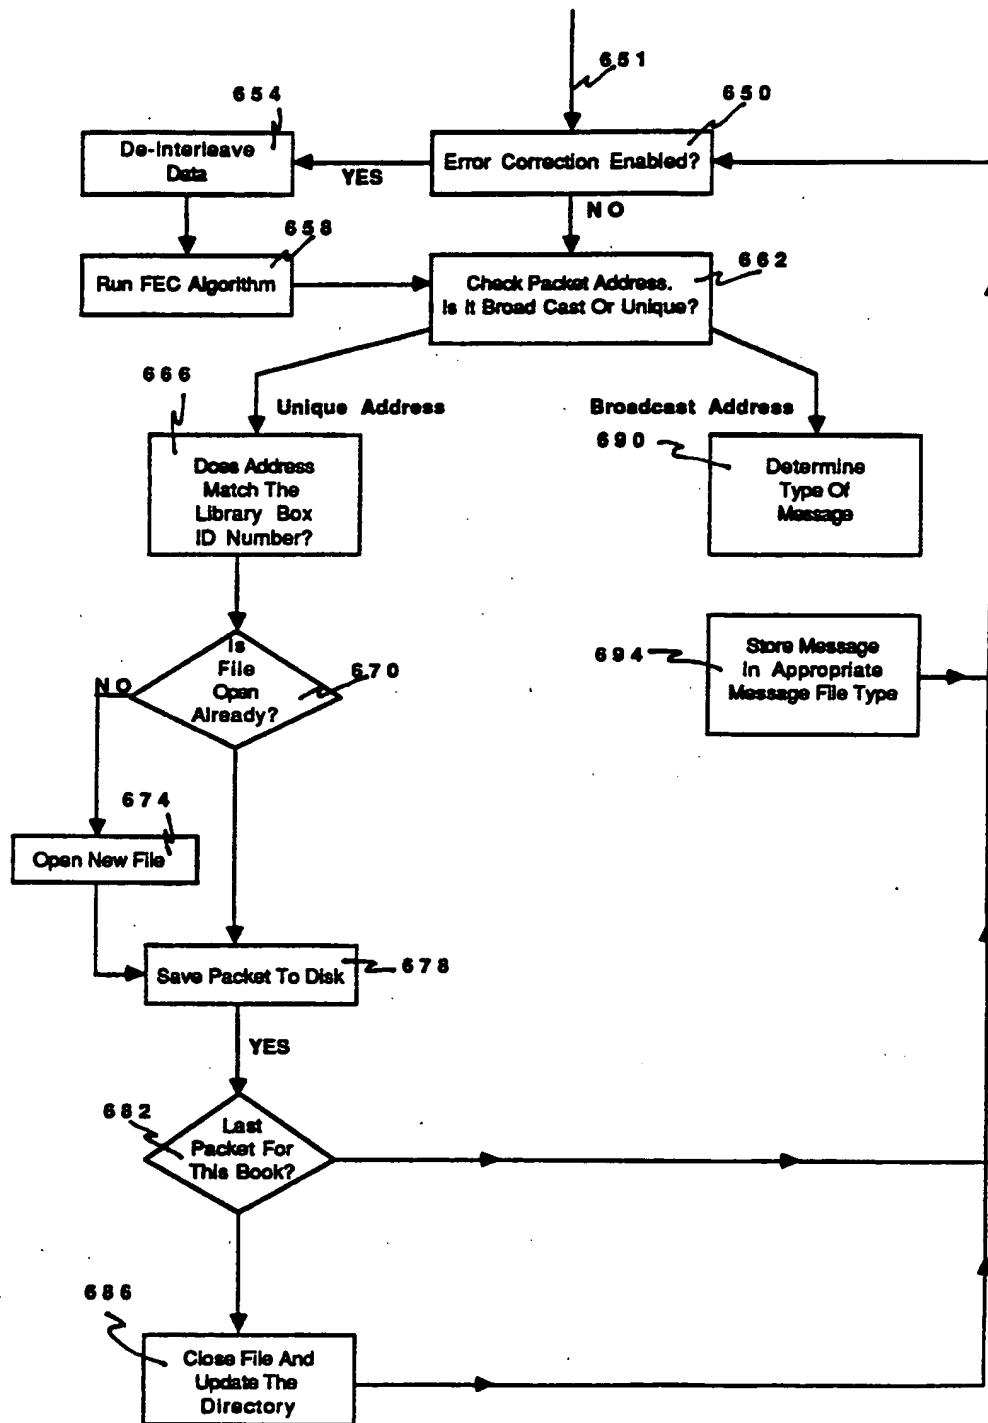 651
654
650
De-Interleave
Data
YES
Error Correction Enabled?
NO
658
Run FEC Algorithm
662
Check Packet Address.
Is It Broad Cast Or Unique?
666
Unique Address
Broadcast Address
Does Address
Match The
Library Box
ID Number?
690
Determine
Type Of
Message
Is
File
Open
Already?
670
NO
694
Store Message
In Appropriate
Message File Type
674
Open New File
Save Packet To Disk
678
YES
682
Last
Packet For
This Book?
686
Close File And
Update The
Directory